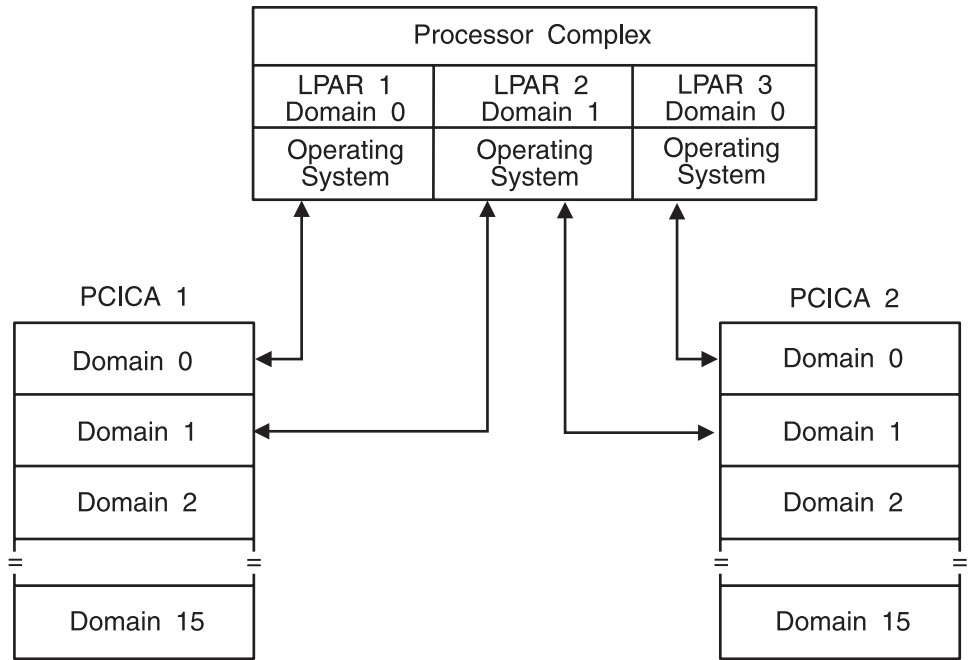 Processor Complex
LPAR 1
Domain 0
LPAR 2
Domain 1
LPAR 3
Domain 0
Operating
System
Operating
System
Operating
System
PCICA 1
Domain 0
Domain 1
Domain 2
=
=
Domain 15
PCICA 2
Domain 0
Domain 1
Domain 2
=
=
Domain 15